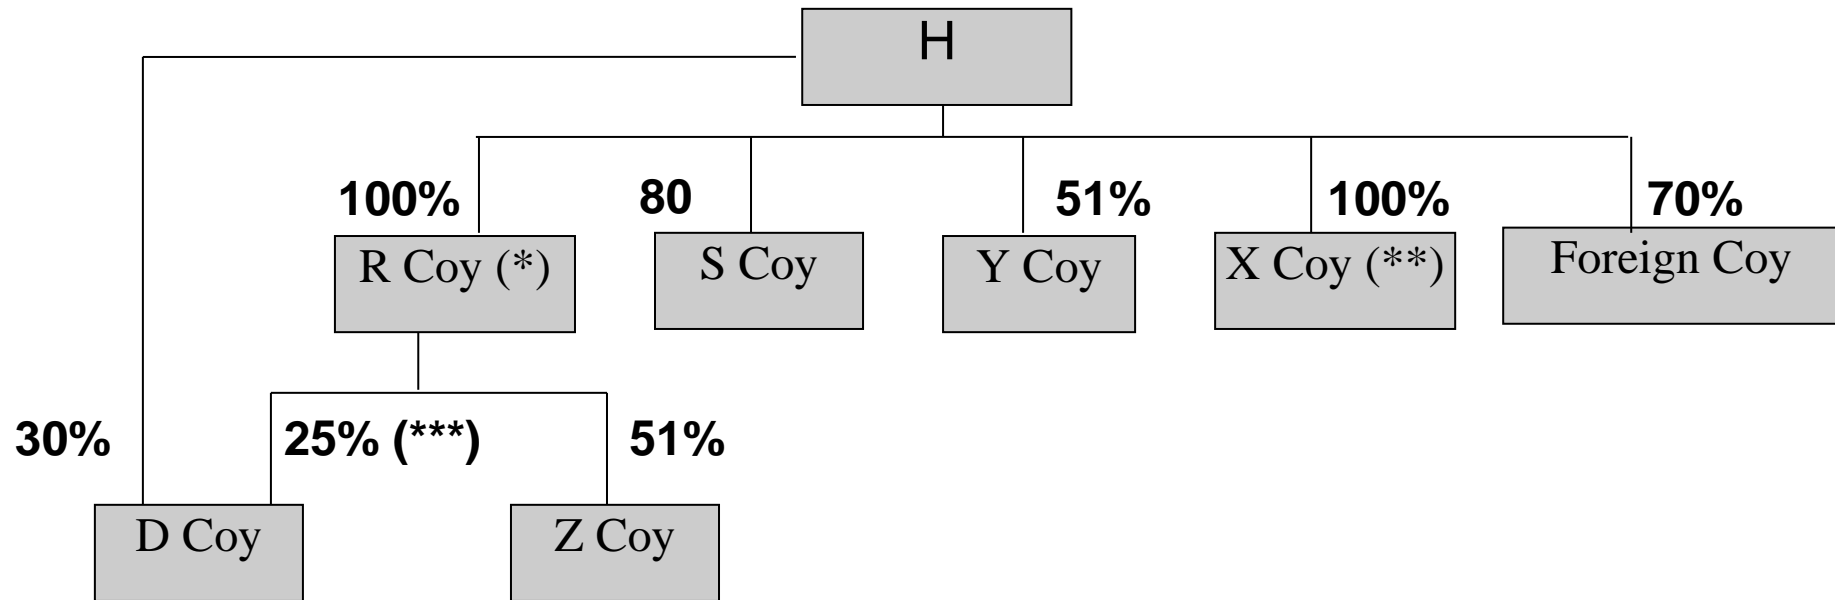 H
100%
80
51%
100%
70%
R Coy (*)
S Coy
Y Coy
X Coy (**)
Foreign Coy
30%
25% (***)
51%
D Coy
Z Coy